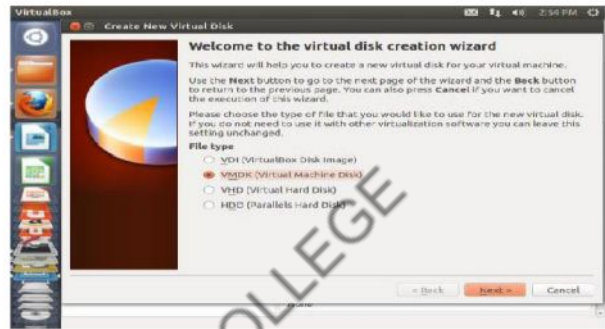 VirtualBox
2:54 PM
Create New Virtual Disk
Welcome to the virtual disk creation wizard
This wizard will help you to create a new virtual disk for your virtual machine.
Use the Next button to go to the next page of the wizard and the Back button
to return to the previous page. You can also press Cancel if you want to cancel
the execution of this wizard.
Please choose the type of file that you would like to use for the new virtual disk.
If you do not need to use it with other virtualization software you can leave this
setting unchanged.
File type
VDI (VirtualBox Disk Image)
VMDK (Virtual Machine Disk)
VHD (Virtual Hard Disk)
HDD (Parallels Hard Disk)
< Back
Next >
Cancel
OLLEGE